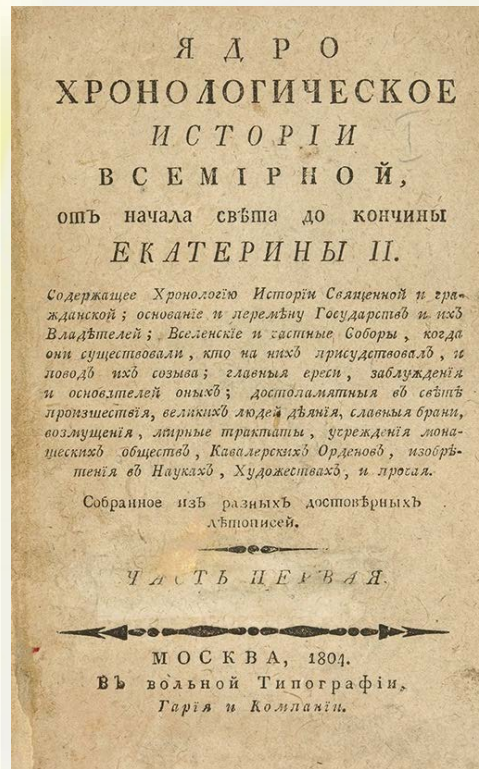 ЯДРО
ХРОНОЛОГИЧЕСКОЕ
ИСТОРІИ
ВСЕМІРНОЙ,
отъ начала свѣта до кончины
ЕКАТЕРИНЫ II.
Содержащее Хронологію Исторіи Священной и гра-
жданской; основаніе и перемѣну Государствъ и ихъ
Владѣтелей; Вселенскіе и частные Соборы, когда
они существовали, кто на нихъ присудствовалъ, и
поводъ ихъ созыва; главныя ереси, заблужденія
и основателей оныхъ; достопамятныя въ свѣтѣ
произшествія, великихъ людей дѣянія, славныя брани,
возмущенія, мирные трактаты, учрежденія мона-
шескихъ обществъ, Кавалерскихъ Орденовъ, изобрѣ-
тенія въ Наукахъ, Художествахъ, и прочая.
Собранное изъ разныхъ достовѣрныхъ
лѣтописей.
ЧАСТЬ ПЕРВАЯ.
МОСКВА, 1804.
Въ вольной Типографіи,
Гарія и Компаніи.